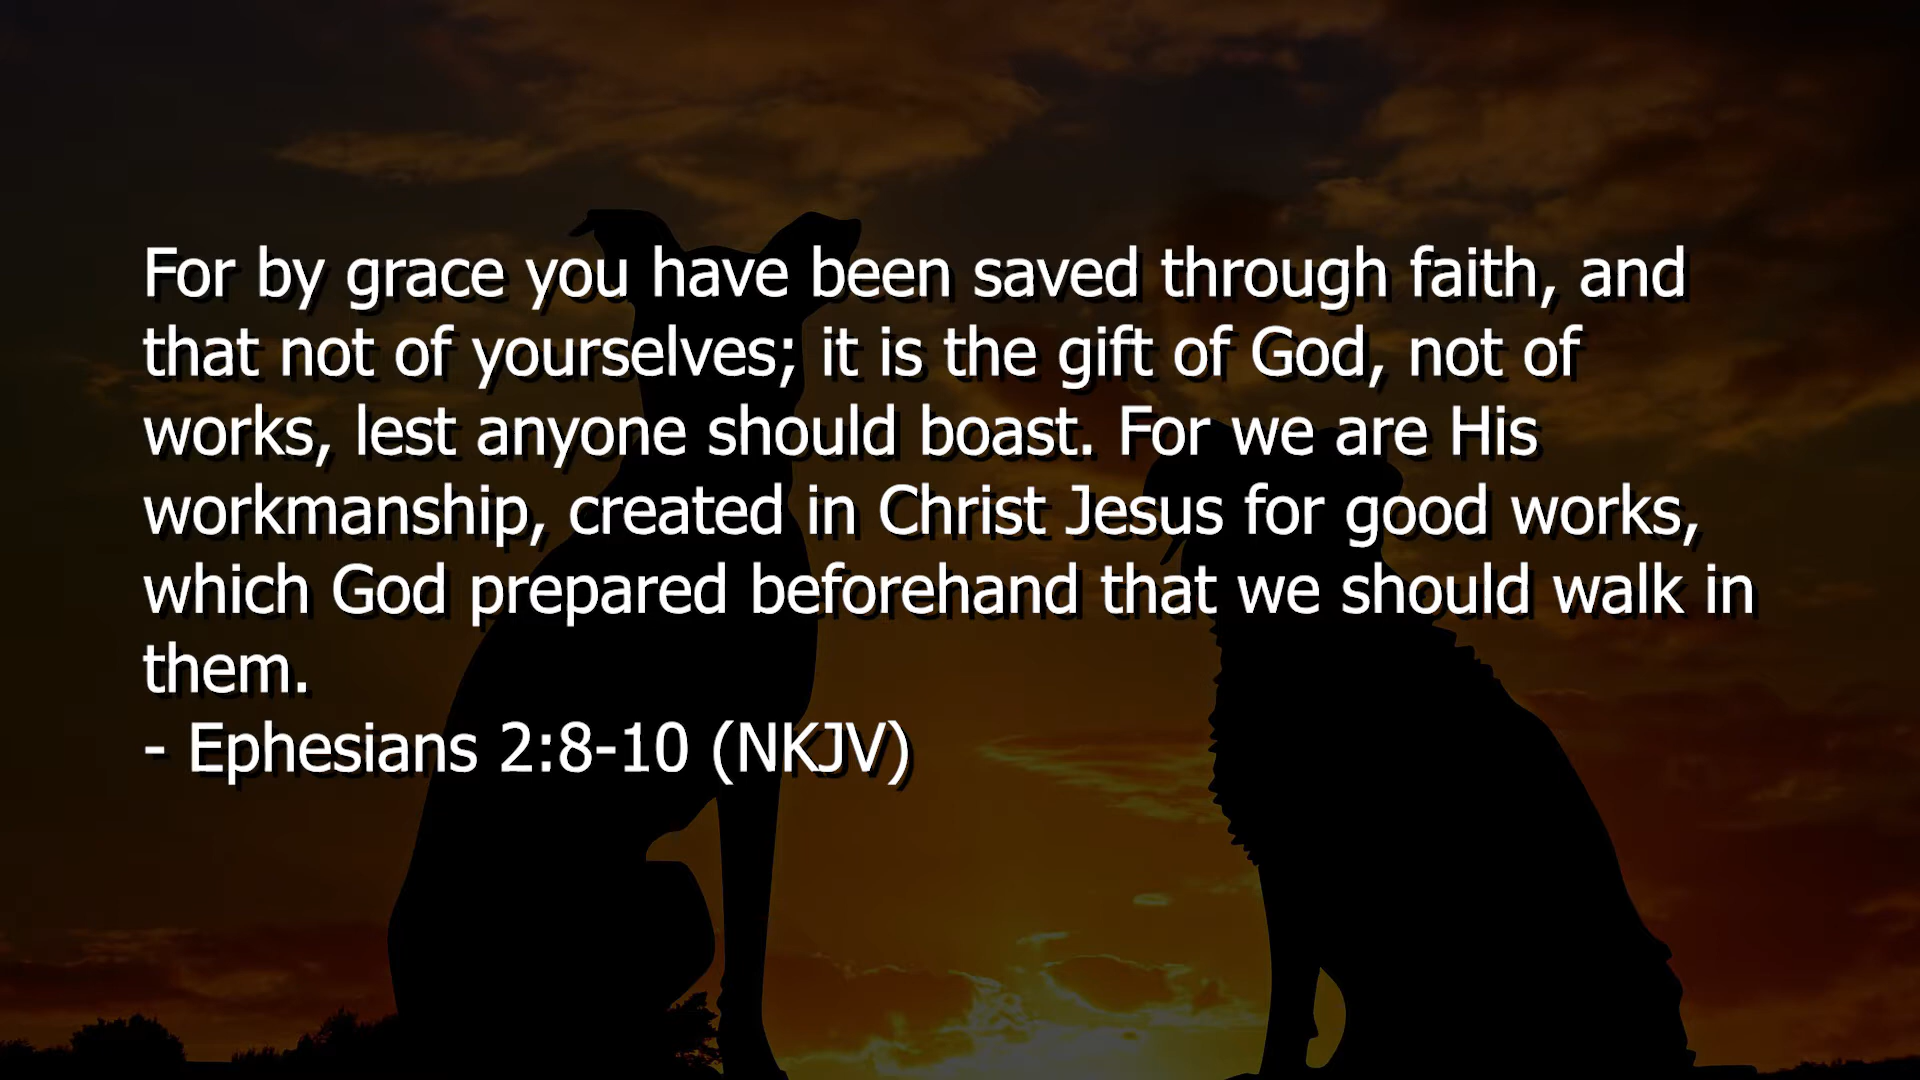 For by grace you have been saved through faith, and
that not of yourselves; it is the gift of God, not of
works, lest anyone should boast. For we are His
workmanship, created in Christ Jesus for good works,
which God prepared beforehand that we should walk in
them.
- Ephesians 2:8-10 (NKJV)